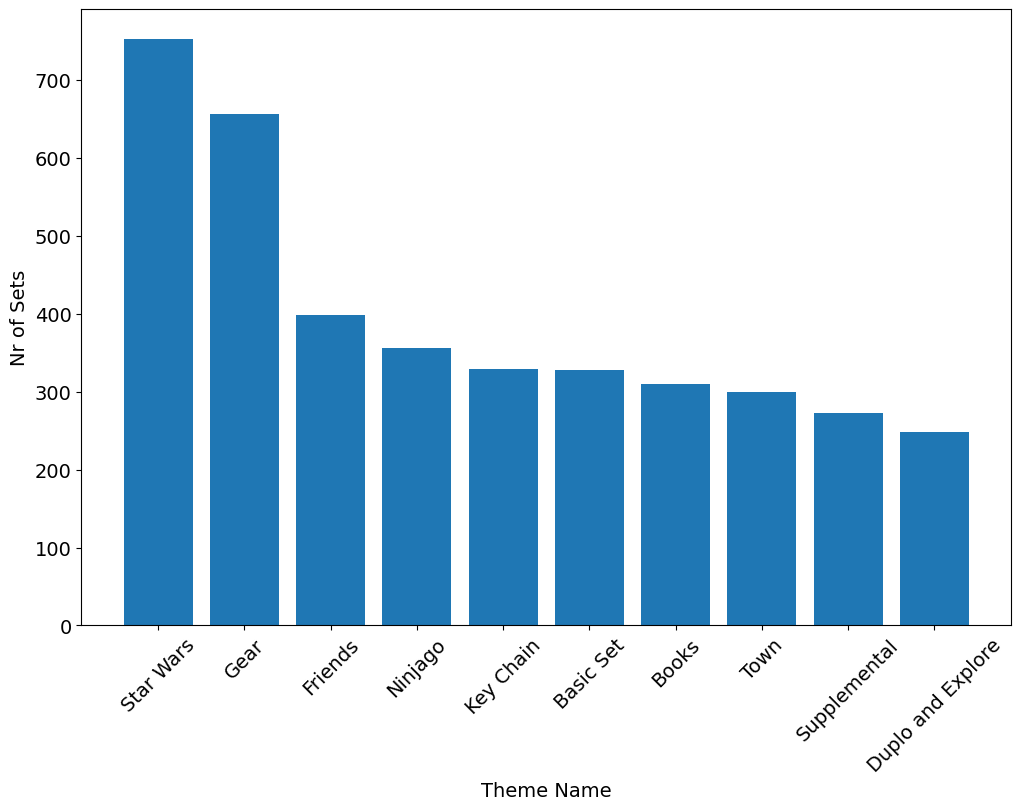 Nr of Sets
700
600
500
400
300
200
100
0
Star Wars
Gear
Friends
Ninjago
Key Chain
Basic Set
Books
Town
Supplemental
Duplo and Explore
Theme Name